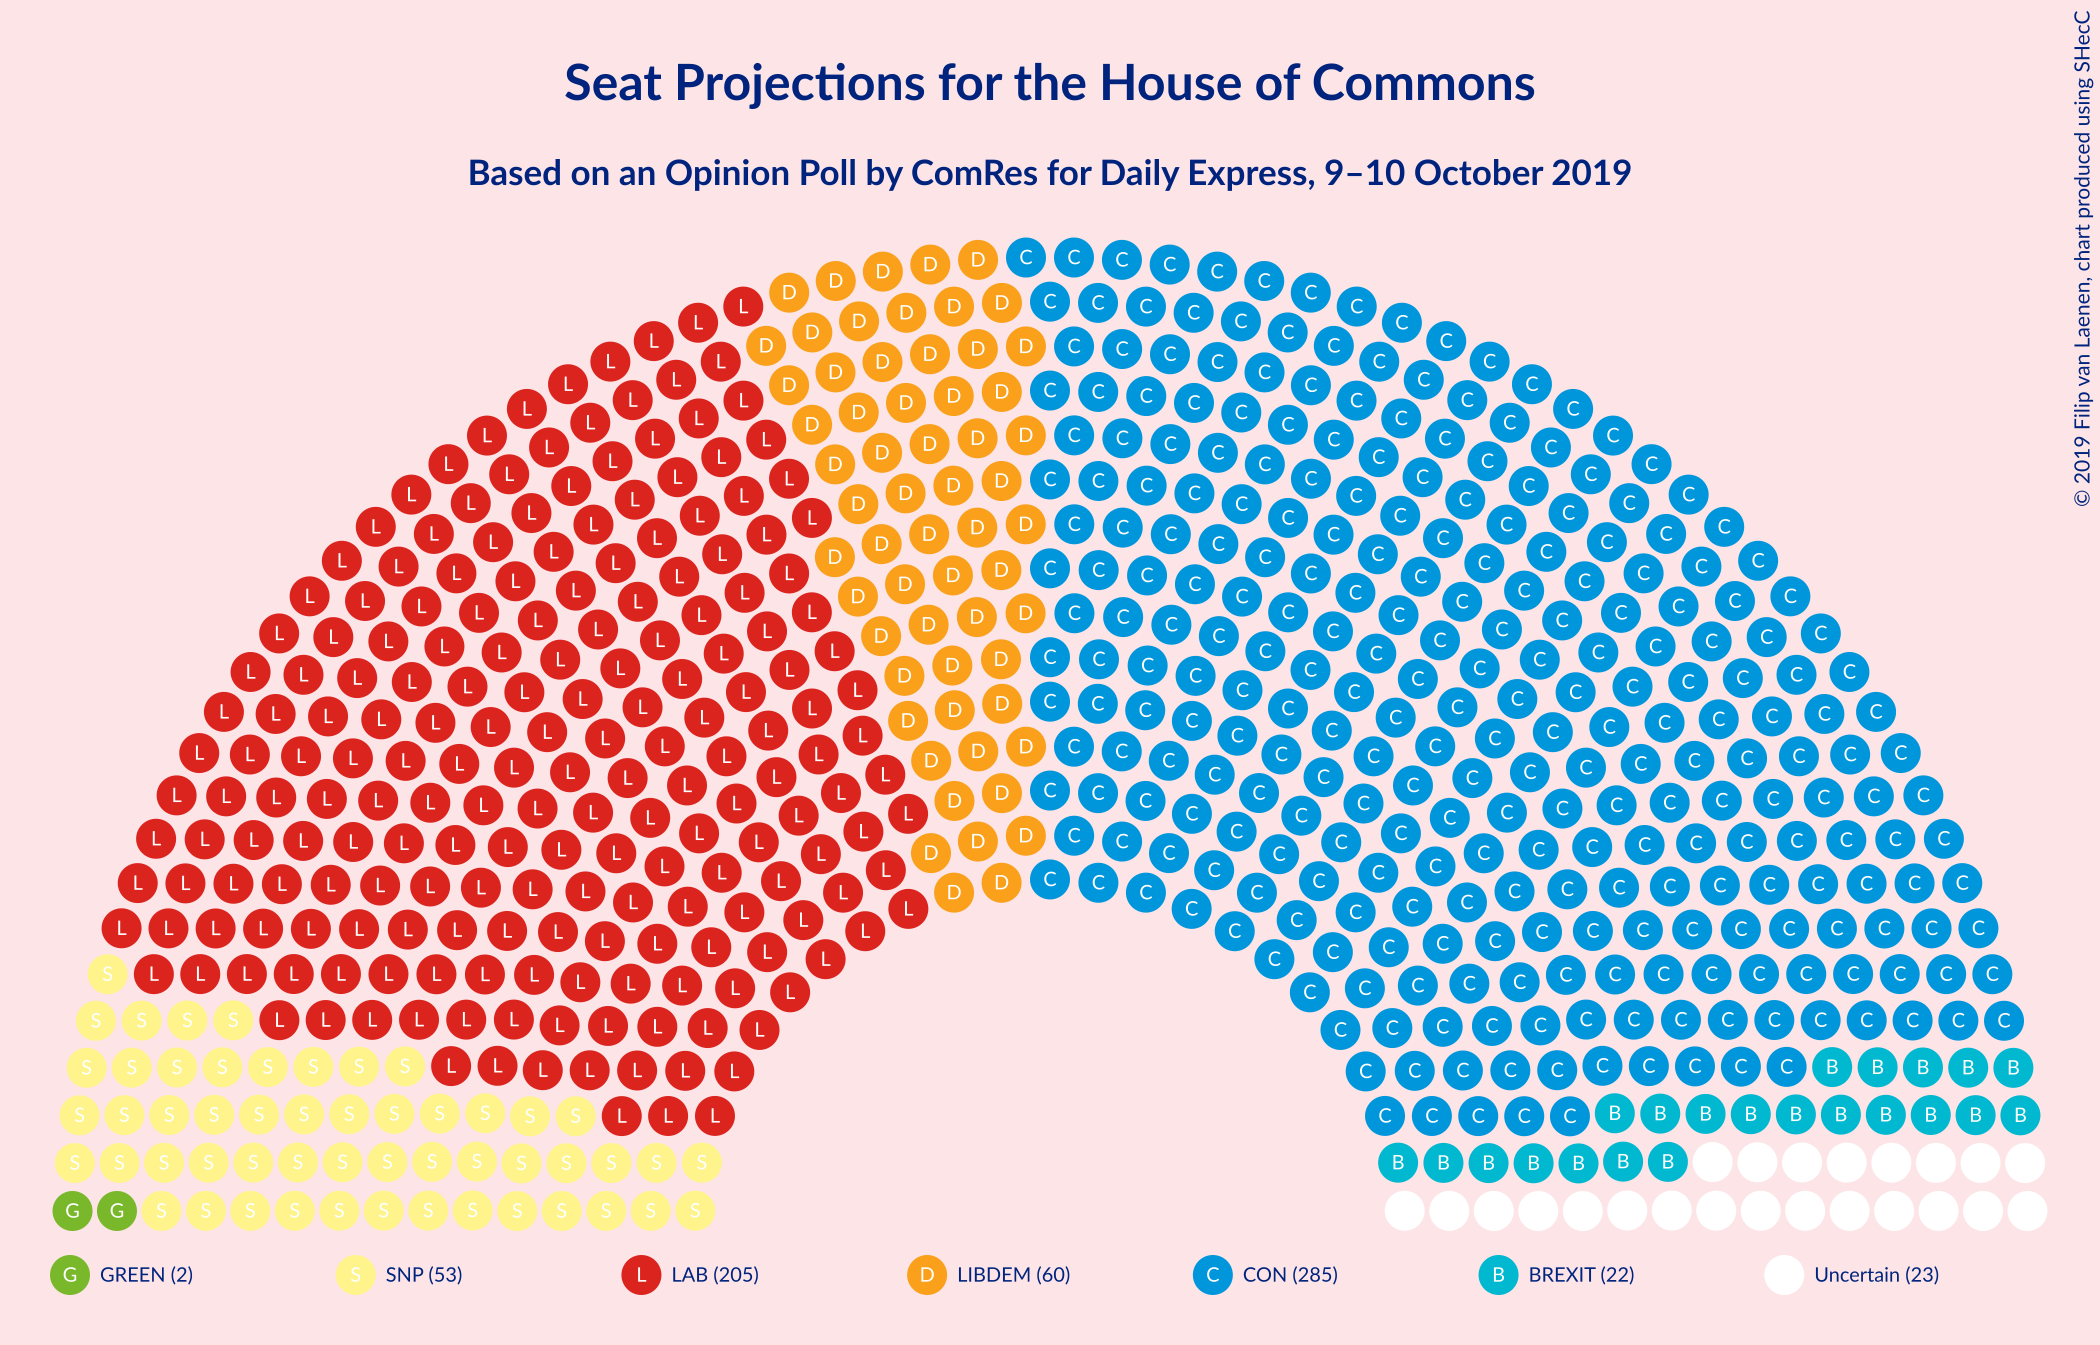 Seat Projections for the House of Commons
Based on an Opinion Poll by ComRes for Daily Express, 9–10 October 2019
© 2019 Filip van Laenen, chart produced using SHecC
G GREEN (2)
S SNP (53)
L LAB (205)
D LIBDEM (60)
C CON (285)
B BREXIT (22)
Uncertain (23)